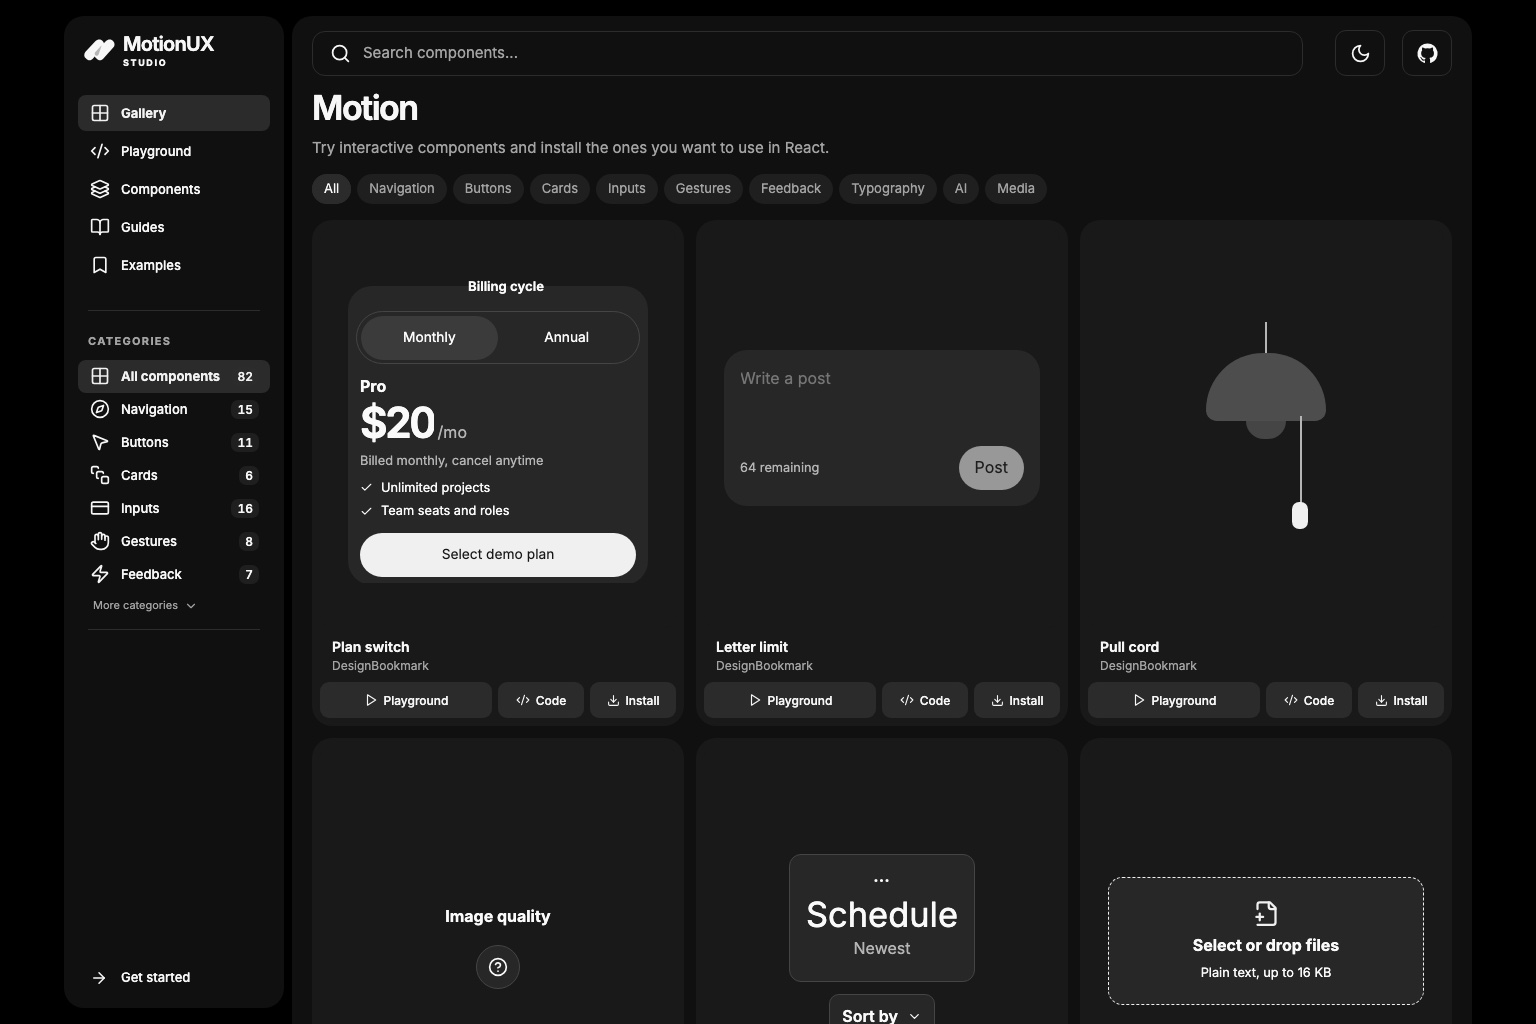 MotionUX
STUDIO
Gallery
Playground
Components
Guides
Examples
CATEGORIES
All components 82
Navigation 15
Buttons 11
Cards 6
Inputs 16
Gestures 8
Feedback 7
More categories
Get started
Search components...
Motion
Try interactive components and install the ones you want to use in React.
All Navigation Buttons Cards Inputs Gestures Feedback Typography AI Media
Billing cycle
Monthly Annual
Pro
$20/mo
Billed monthly, cancel anytime
Unlimited projects
Team seats and roles
Select demo plan
Plan switch
DesignBookmark
Playground Code Install
Write a post
64 remaining Post
Letter limit
DesignBookmark
Playground Code Install
Pull cord
DesignBookmark
Playground Code Install
Image quality
...
Schedule
Newest
Sort by
Select or drop files
Plain text, up to 16 KB